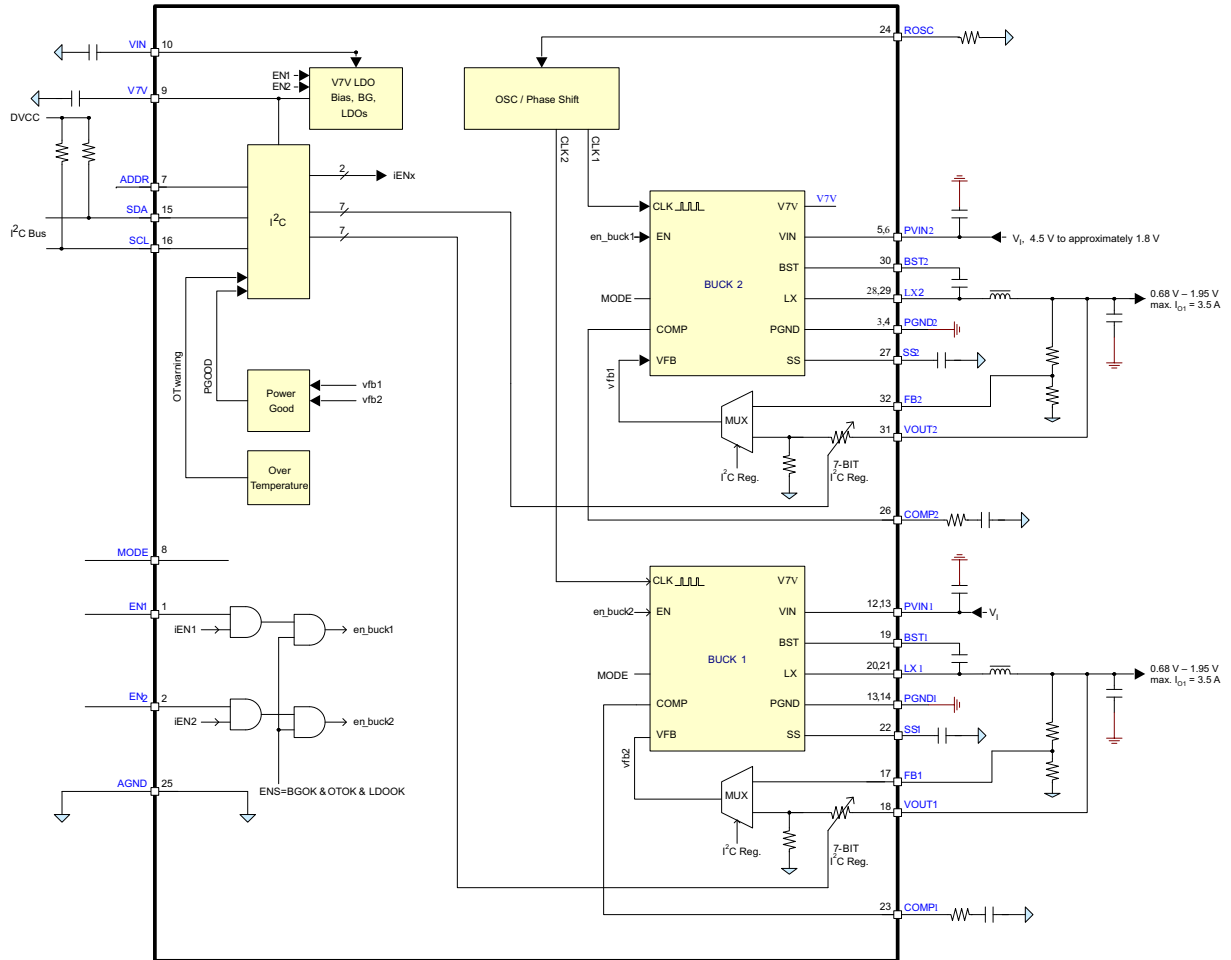 24 ROSC
VIN 10
EN1
EN2
V7V LDO
Bias, BG,
LDOs
OSC / Phase Shift
V7V 9
DVCC
CLK2
CLK1
ADDR 7
SDA 15
I²C Bus
SCL 16
I²C
2
iENx
7
7
CLK
V7V
V7V
en_buck1
EN
VIN
5,6 PVIN2
V_I, 4.5 V to approximately 1.8 V
BST
30 BST2
BUCK 2
MODE
LX
28,29 LX2
0.68 V – 1.95 V
max. I_O1 = 3.5 A
COMP
PGND
3,4 PGND2
VFB
SS
27 SS2
vfb1
OTwarning
PGOOD
Power
Good
vfb1
vfb2
MUX
32 FB2
31 VOUT2
I²C Reg.
7-BIT
I²C Reg.
Over
Temperature
26 COMP2
MODE 8
CLK
V7V
en_buck2
EN
VIN
12,13 PVIN1
V_I
EN1 1
iEN1
en_buck1
BST
19 BST1
BUCK 1
MODE
LX
20,21 LX1
0.68 V – 1.95 V
max. I_O1 = 3.5 A
EN2 2
iEN2
en_buck2
COMP
PGND
13,14 PGND1
VFB
SS
22 SS1
vfb2
AGND 25
ENS=BGOK & OTOK & LDOOK
MUX
17 FB1
18 VOUT1
I²C Reg.
7-BIT
I²C Reg.
23 COMP1